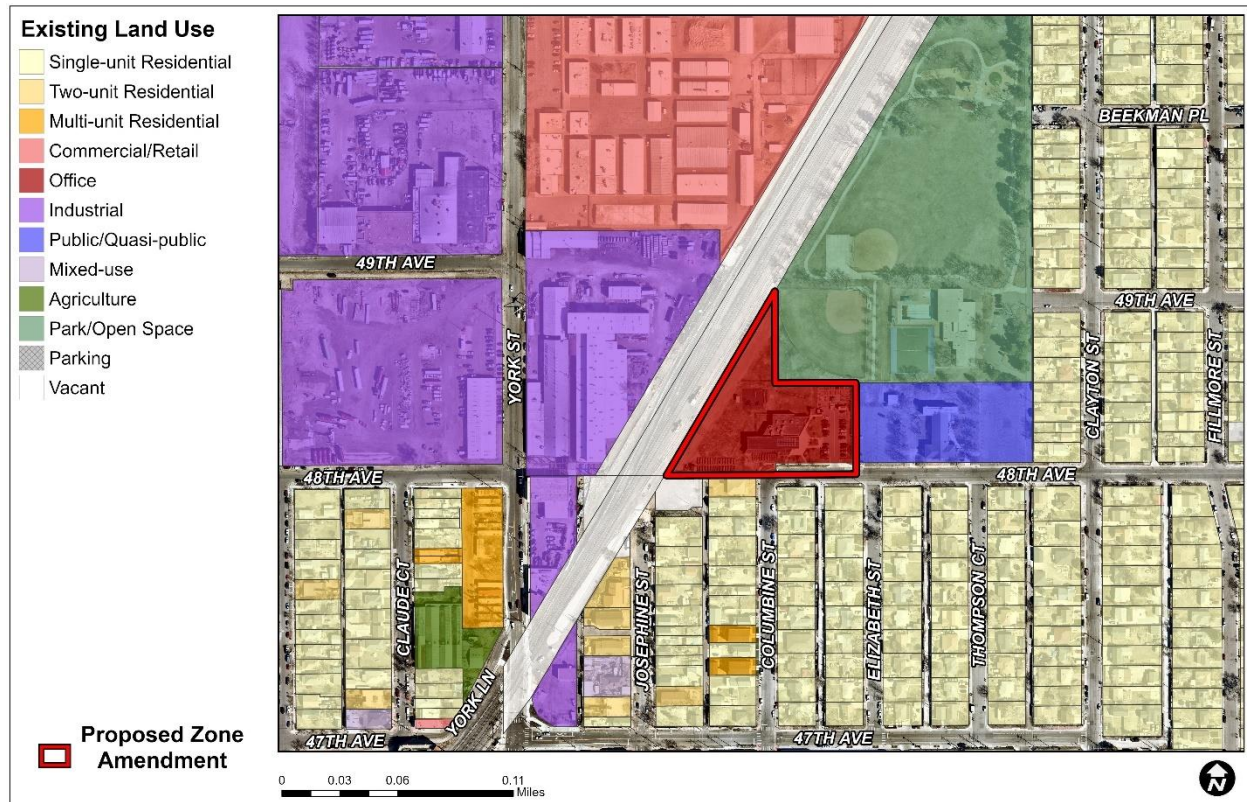 Existing Land Use
Single-unit Residential
Two-unit Residential
Multi-unit Residential
Commercial/Retail
Office
Industrial
Public/Quasi-public
Mixed-use
Agriculture
Park/Open Space
Parking
Vacant
Proposed Zone
Amendment
BEEKMAN PL
49TH AVE
49TH AVE
YORK ST
CLAYTON ST
FILLMORE ST
48TH AVE
48TH AVE
CLAUDE CT
YORK LN
JOSEPHINE ST
COLUMBINE ST
ELIZABETH ST
THOMPSON CT
47TH AVE
47TH AVE
0 0.03 0.06 0.11
Miles
N